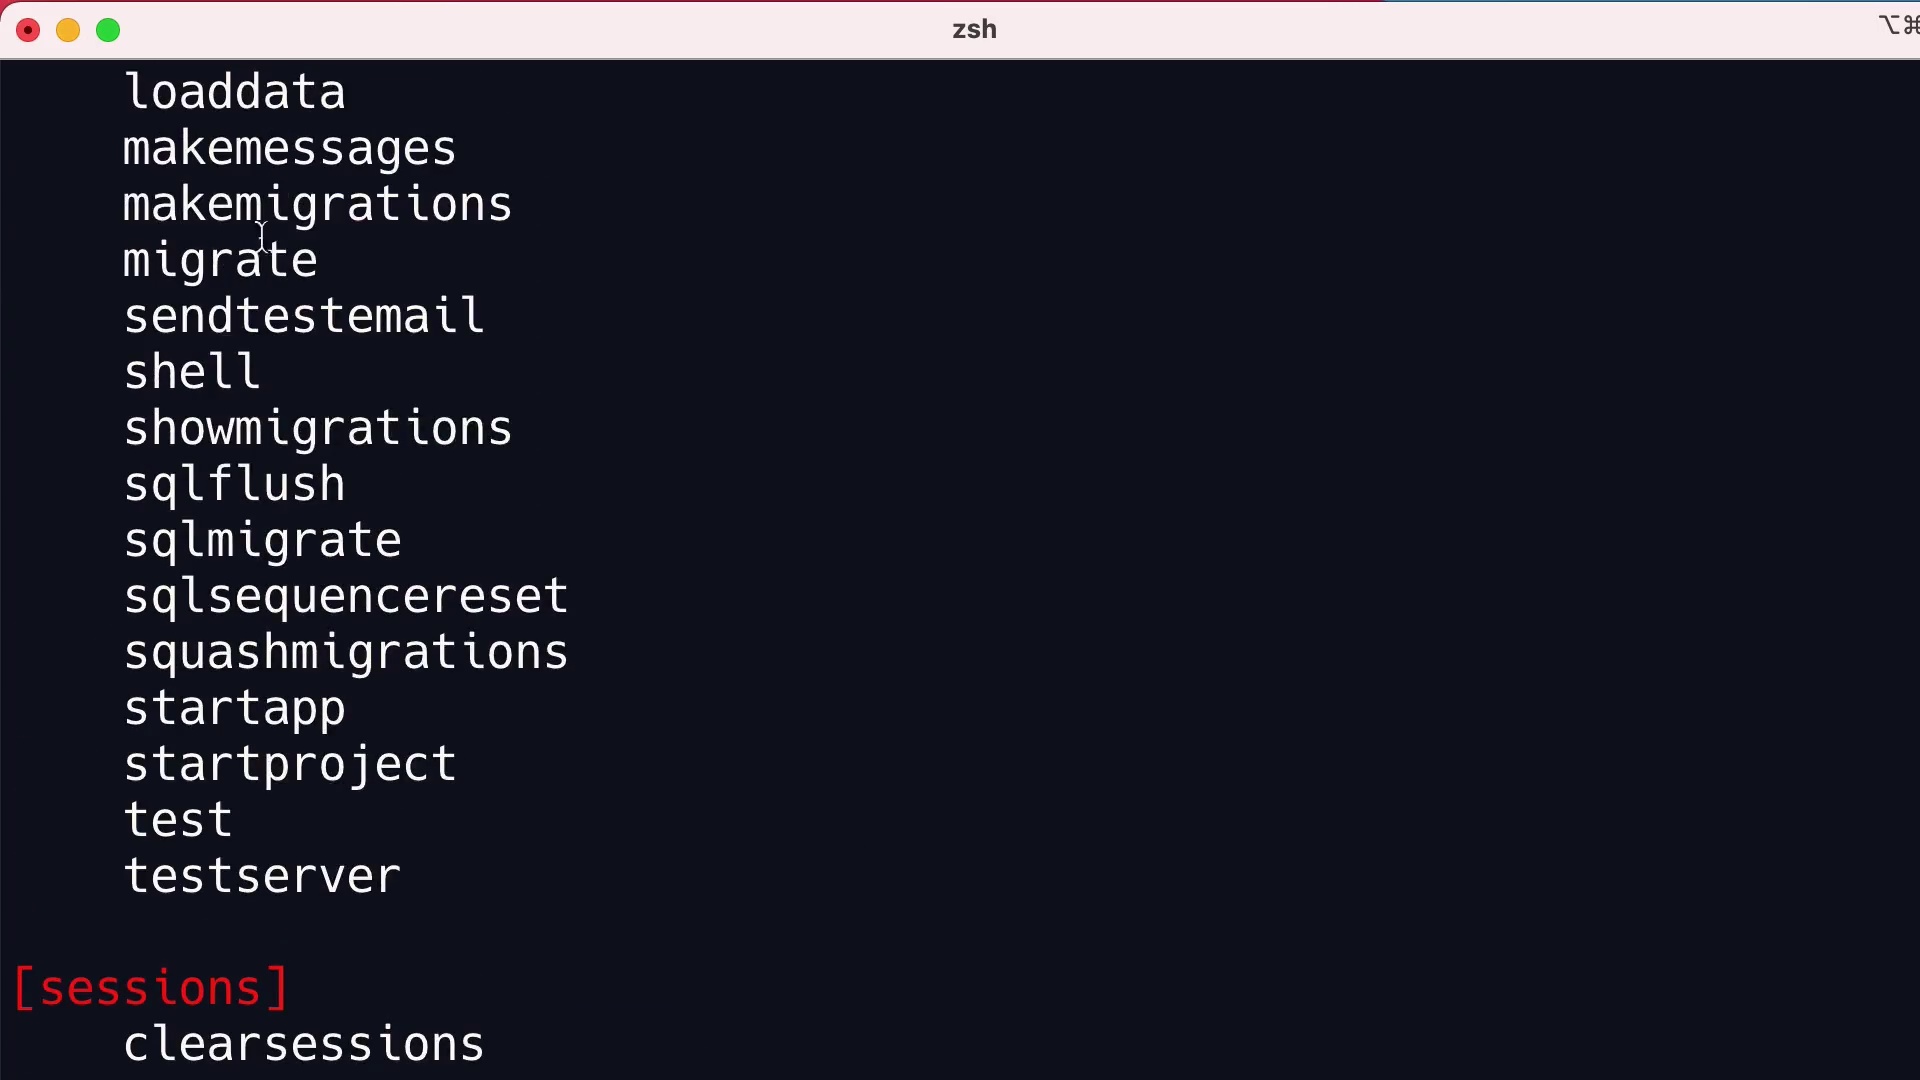 zsh
⌥⌘
loaddata
makemessages
makemigrations
migrate
sendtestemail
shell
showmigrations
sqlflush
sqlmigrate
sqlsequencereset
squashmigrations
startapp
startproject
test
testserver
[sessions]
clearsessions